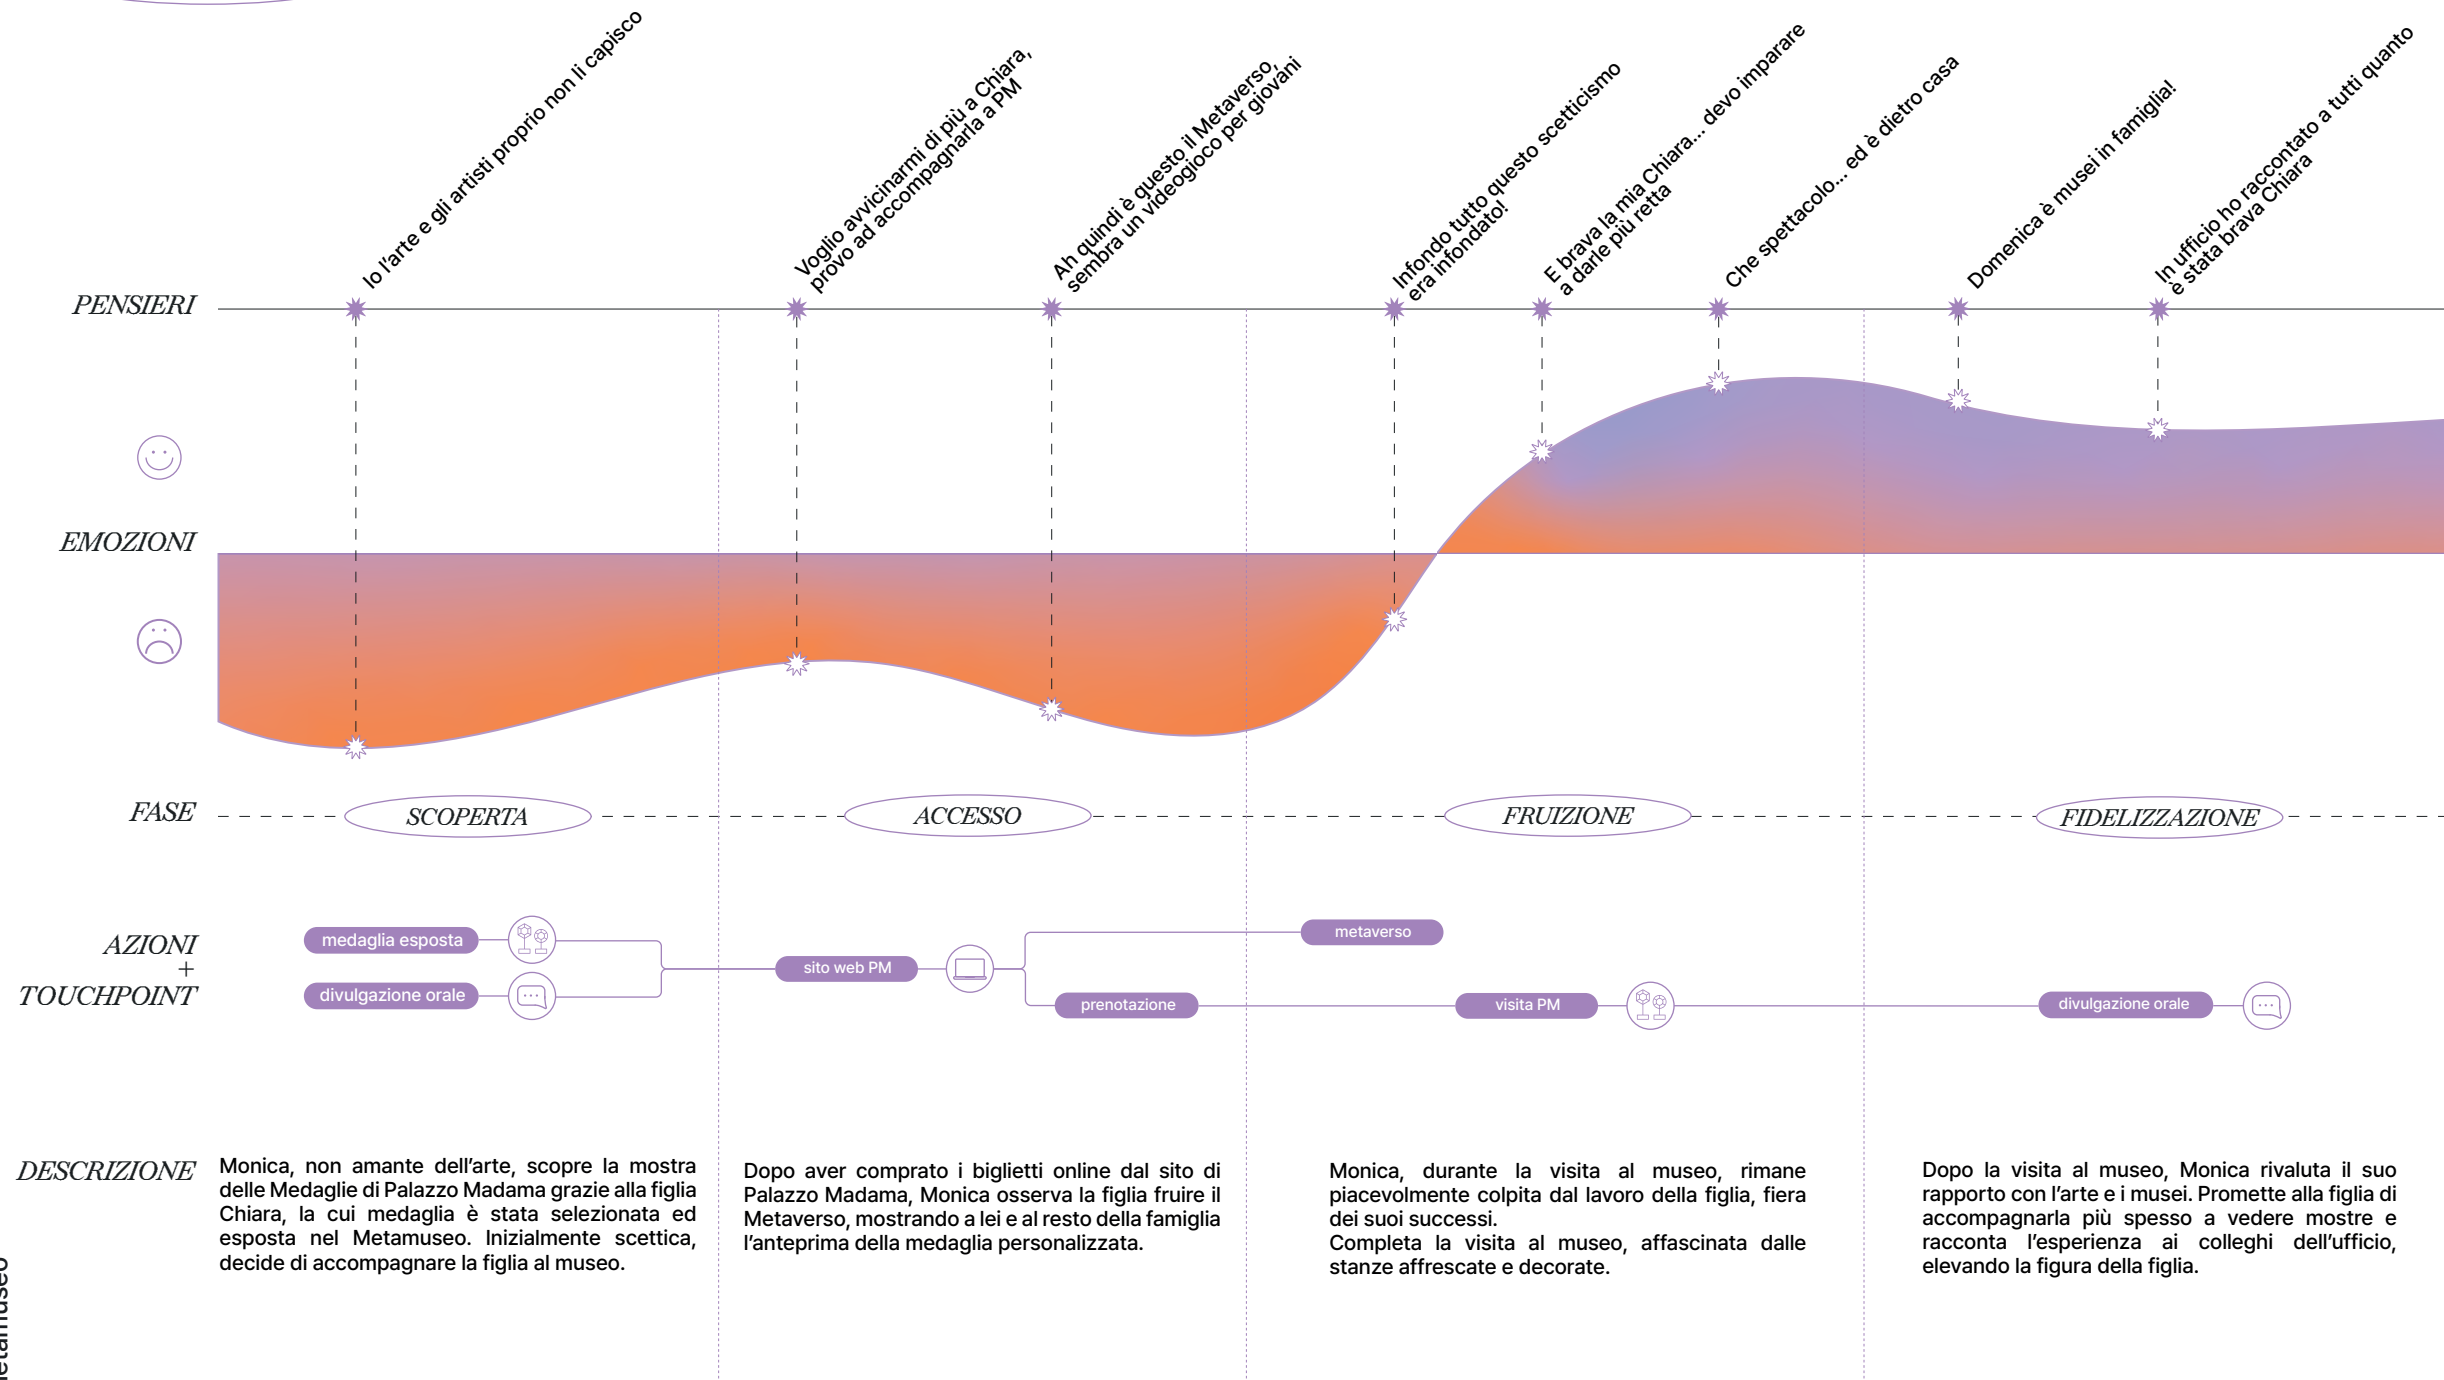 Io l'arte e gli artisti proprio non li capisco
Voglio avvicinarmi di più a Chiara,
provo ad accompagnarla a PM
Ah quindi è questo il Metaverso,
sembra un videogioco per giovani
Infondo tutto questo scetticismo
era infondato!
E brava la mia Chiara... devo imparare
a darle più retta
Che spettacolo... ed è dietro casa
Domenica è musei in famiglia!
In ufficio ho raccontato a tutti quanto
è stata brava Chiara
PENSIERI
EMOZIONI
FASE
SCOPERTA
ACCESSO
FRUIZIONE
FIDELIZZAZIONE
AZIONI
+
TOUCHPOINT
medaglia esposta
divulgazione orale
sito web PM
metaverso
prenotazione
visita PM
divulgazione orale
DESCRIZIONE
Monica, non amante dell'arte, scopre la mostra
delle Medaglie di Palazzo Madama grazie alla figlia
Chiara, la cui medaglia è stata selezionata ed
esposta nel Metamuseo. Inizialmente scettica,
decide di accompagnare la figlia al museo.
Dopo aver comprato i biglietti online dal sito di
Palazzo Madama, Monica osserva la figlia fruire il
Metaverso, mostrando a lei e al resto della famiglia
l'anteprima della medaglia personalizzata.
Monica, durante la visita al museo, rimane
piacevolmente colpita dal lavoro della figlia, fiera
dei suoi successi.
Completa la visita al museo, affascinata dalle
stanze affrescate e decorate.
Dopo la visita al museo, Monica rivaluta il suo
rapporto con l'arte e i musei. Promette alla figlia di
accompagnarla più spesso a vedere mostre e
racconta l'esperienza ai colleghi dell'ufficio,
elevando la figura della figlia.